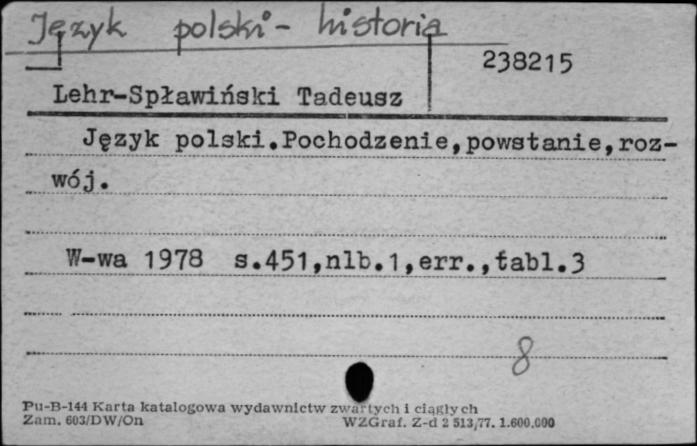 Język polski - historia
238215
Lehr-Spławiński Tadeusz
Język polski.Pochodzenie,powstanie,roz-
wój.
W-wa 1978 s.451,nlb.1,err.,tabl.3
8
Pu-B-144 Karta katalogowa wydawnictw zwartych i ciągłych
Zam. 603/DW/On WZGraf. Z-d 2 513/77. 1.600.000